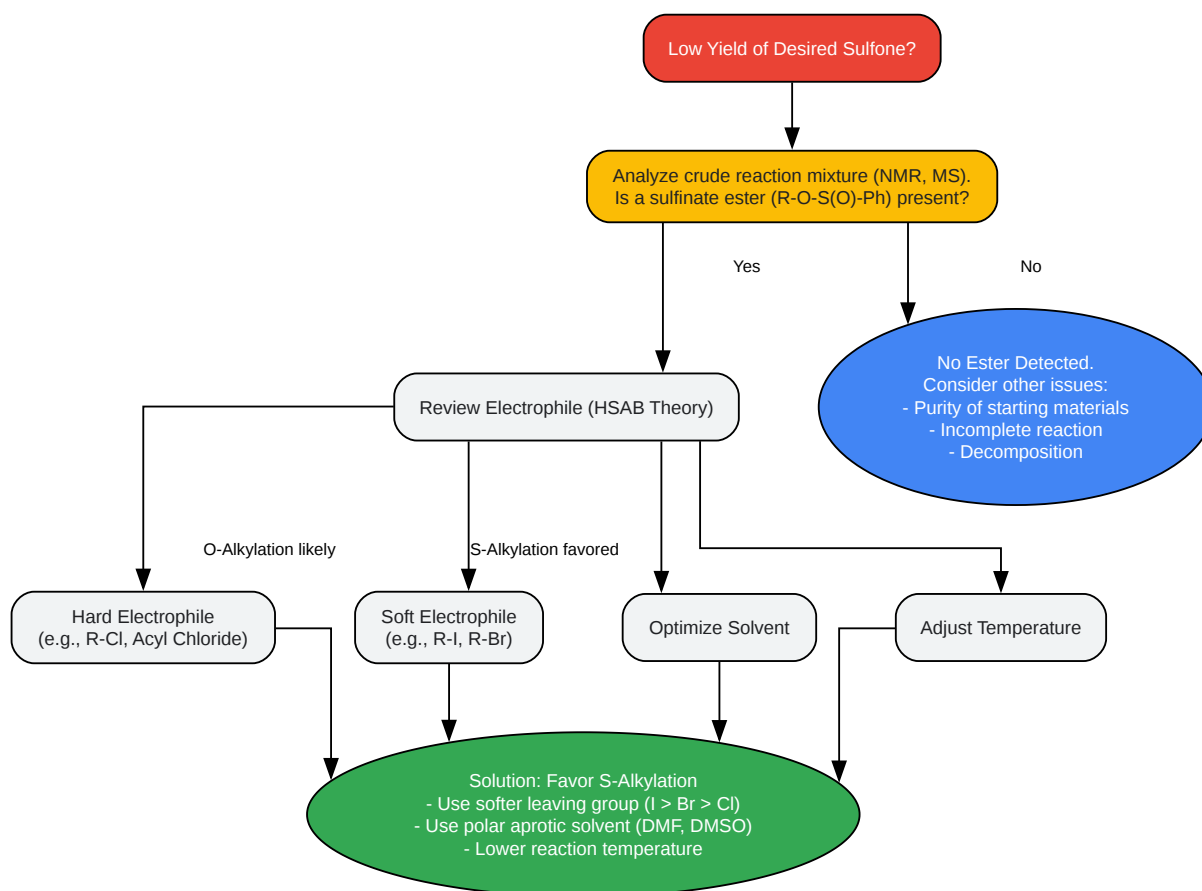 Low Yield of Desired Sulfone?
Analyze crude reaction mixture (NMR, MS).
Is a sulfinate ester (R-O-S(O)-Ph) present?
Yes
No
No Ester Detected.
Consider other issues:
- Purity of starting materials
- Incomplete reaction
- Decomposition
Review Electrophile (HSAB Theory)
O-Alkylation likely
S-Alkylation favored
Hard Electrophile
(e.g., R-Cl, Acyl Chloride)
Soft Electrophile
(e.g., R-I, R-Br)
Optimize Solvent
Adjust Temperature
Solution: Favor S-Alkylation
- Use softer leaving group (I > Br > Cl)
- Use polar aprotic solvent (DMF, DMSO)
- Lower reaction temperature